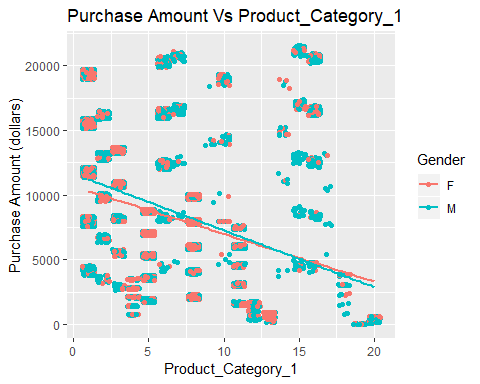 Purchase Amount Vs Product_Category_1
Purchase Amount (dollars)
20000
15000
10000
5000
0
0
5
10
15
20
Product_Category_1
Gender
F
M